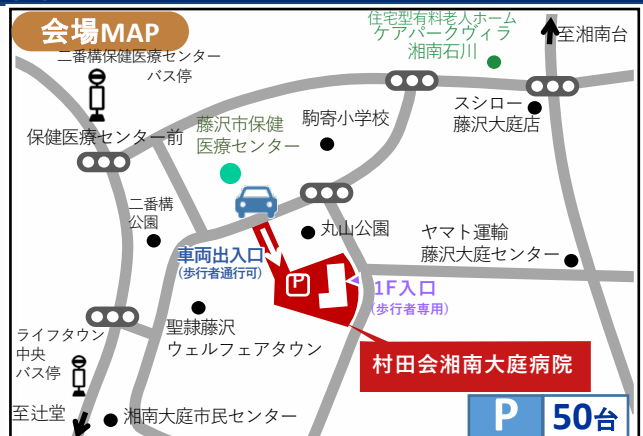 会場MAP
二番構保健医療センター
バス停
住宅型有料老人ホーム
ケアパークヴィラ
湘南石川
至湘南台
スシロー
藤沢大庭店
保健医療センター前
藤沢市保健
医療センター
駒寄小学校
二番構
公園
丸山公園
ヤマト運輸
藤沢大庭センター
車両出入口
(歩行者通行可)
P
1F入口
(歩行者専用)
聖隷藤沢
ウェルフェアタウン
ライフタウン
中央
バス停
村田会湘南大庭病院
至辻堂
湘南大庭市民センター
P
50台